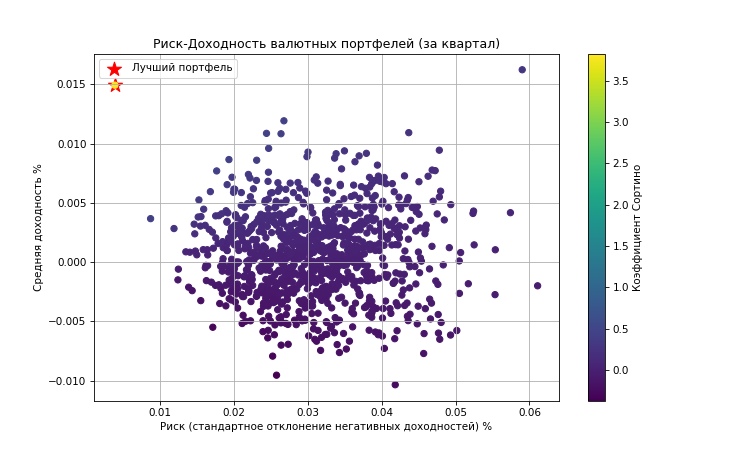 Риск-Доходность валютных портфелей (за квартал)
Лучший портфель
0.015
0.010
0.005
0.000
−0.005
−0.010
Средняя доходность %
0.01 0.02 0.03 0.04 0.05 0.06
Риск (стандартное отклонение негативных доходностей) %
3.5
3.0
2.5
2.0
1.5
1.0
0.5
0.0
Коэффициент Сортино